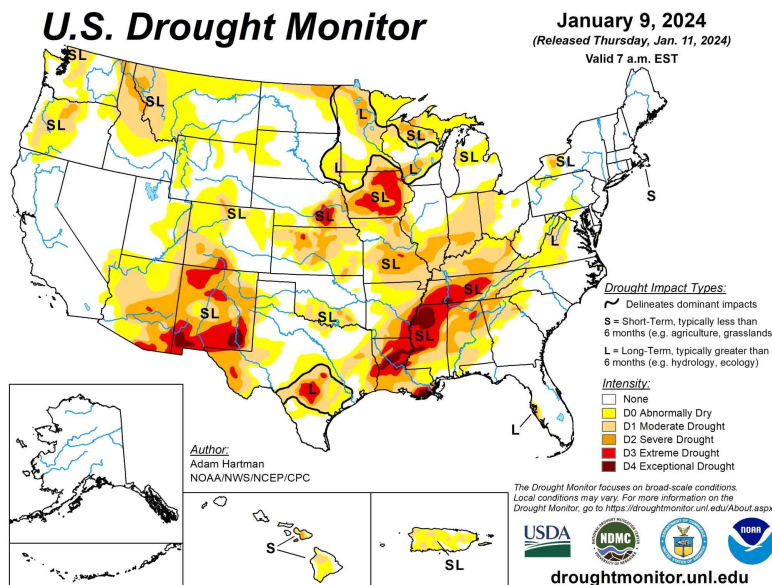 U.S. Drought Monitor
January 9, 2024
(Released Thursday, Jan. 11, 2024)
Valid 7 a.m. EST
SL
SL
SL
L
SL
SL
SL
L
L
S
SL
SL
SL
SL
L
SL
SL
SL
SL
L
L
Drought Impact Types:
Delineates dominant impacts
S = Short-Term, typically less than
6 months (e.g. agriculture, grasslands
L = Long-Term, typically greater than
6 months (e.g. hydrology, ecology)
Intensity:
None
D0 Abnormally Dry
D1 Moderate Drought
D2 Severe Drought
D3 Extreme Drought
D4 Exceptional Drought
Author:
Adam Hartman
NOAA/NWS/NCEP/CPC
S
SL
The Drought Monitor focuses on broad-scale conditions.
Local conditions may vary. For more information on the
Drought Monitor, go to https://droughtmonitor.unl.edu/About.aspx
USDA
NDMC
NOAA
droughtmonitor.unl.edu